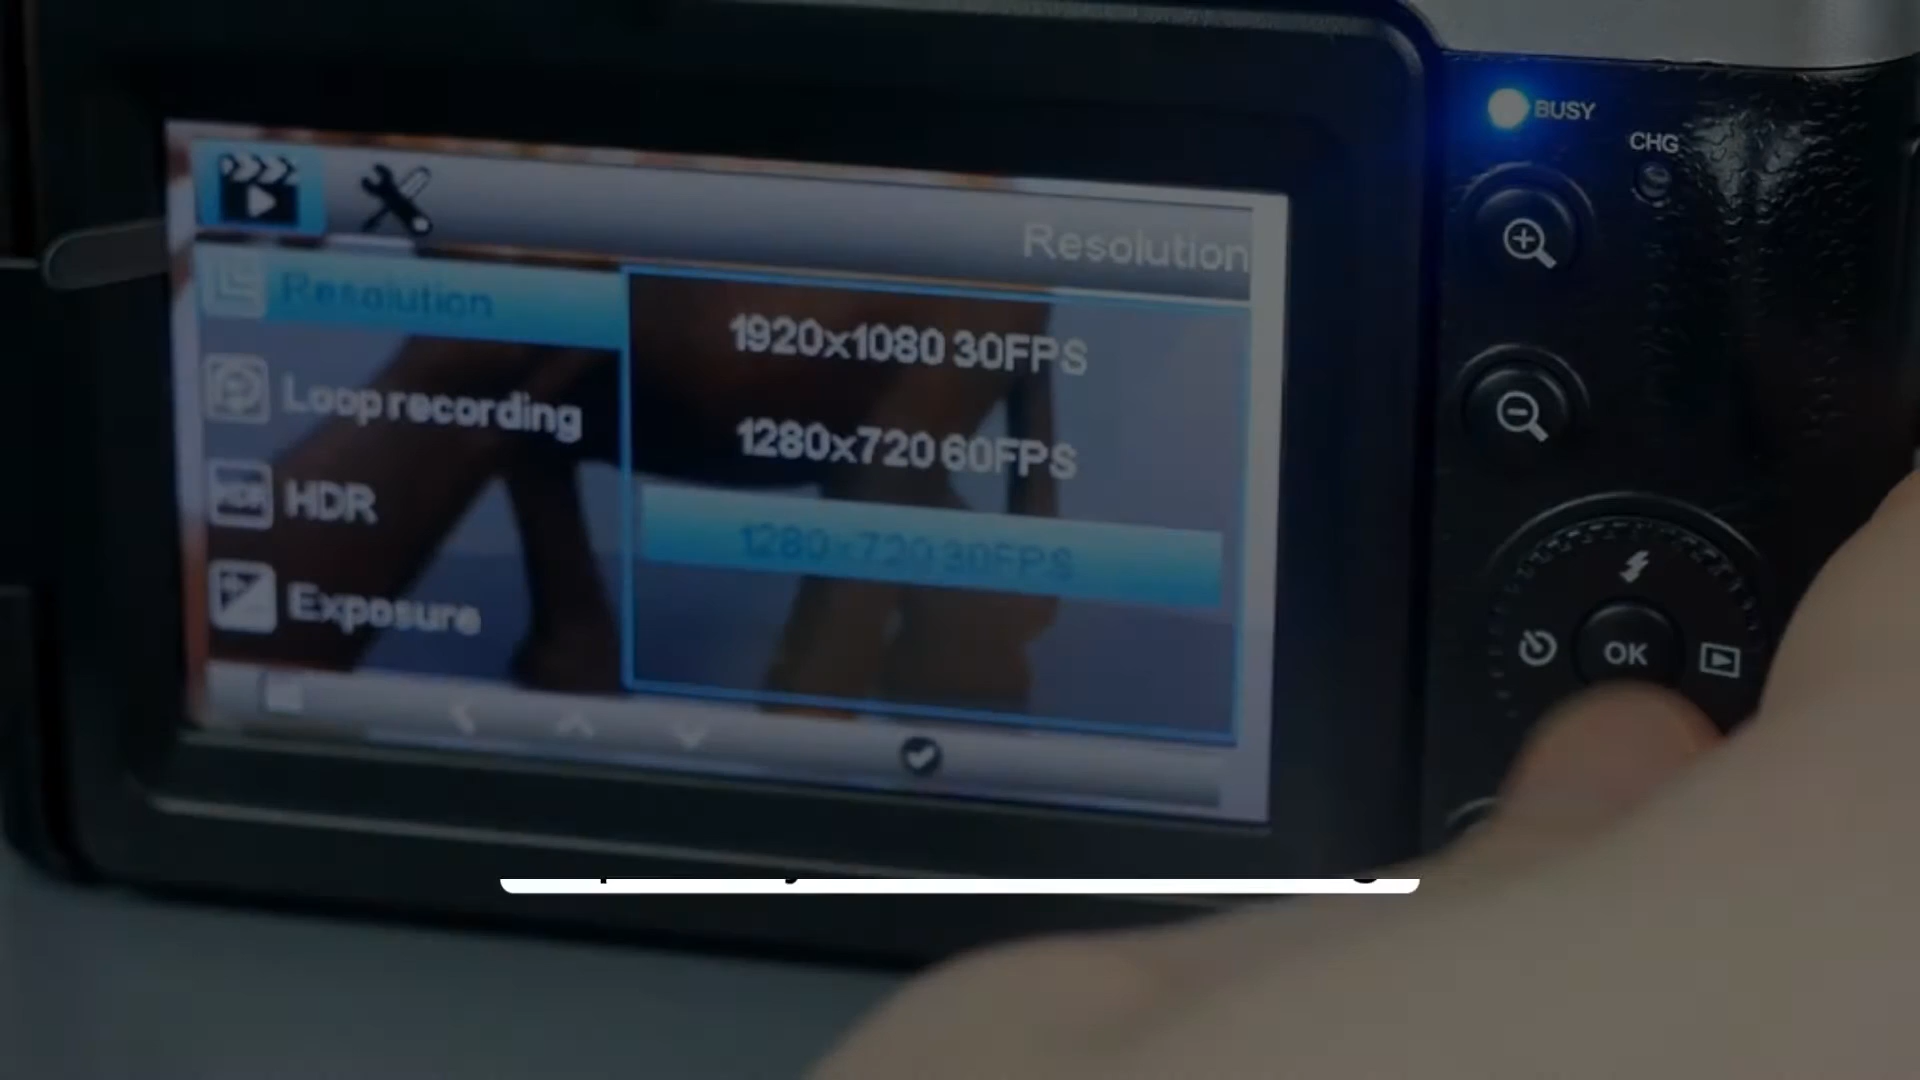 BUSY
CHG
Resolution
Resolution
1920x1080 30FPS
Loop recording
1280x720 60FPS
HDR
1280x720 30FPS
Exposure
OK